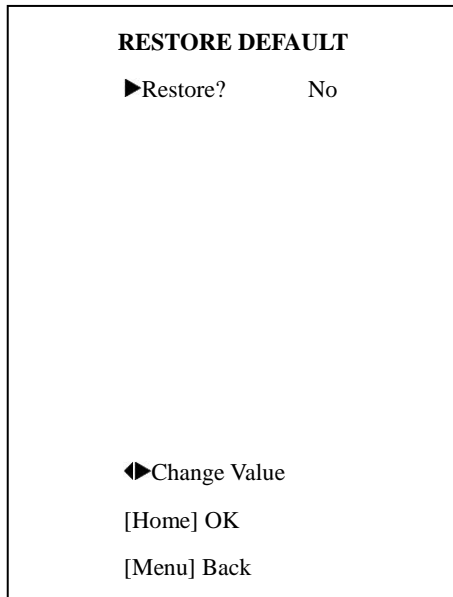 RESTORE DEFAULT
▶Restore? No
◀▶Change Value
[Home] OK
[Menu] Back